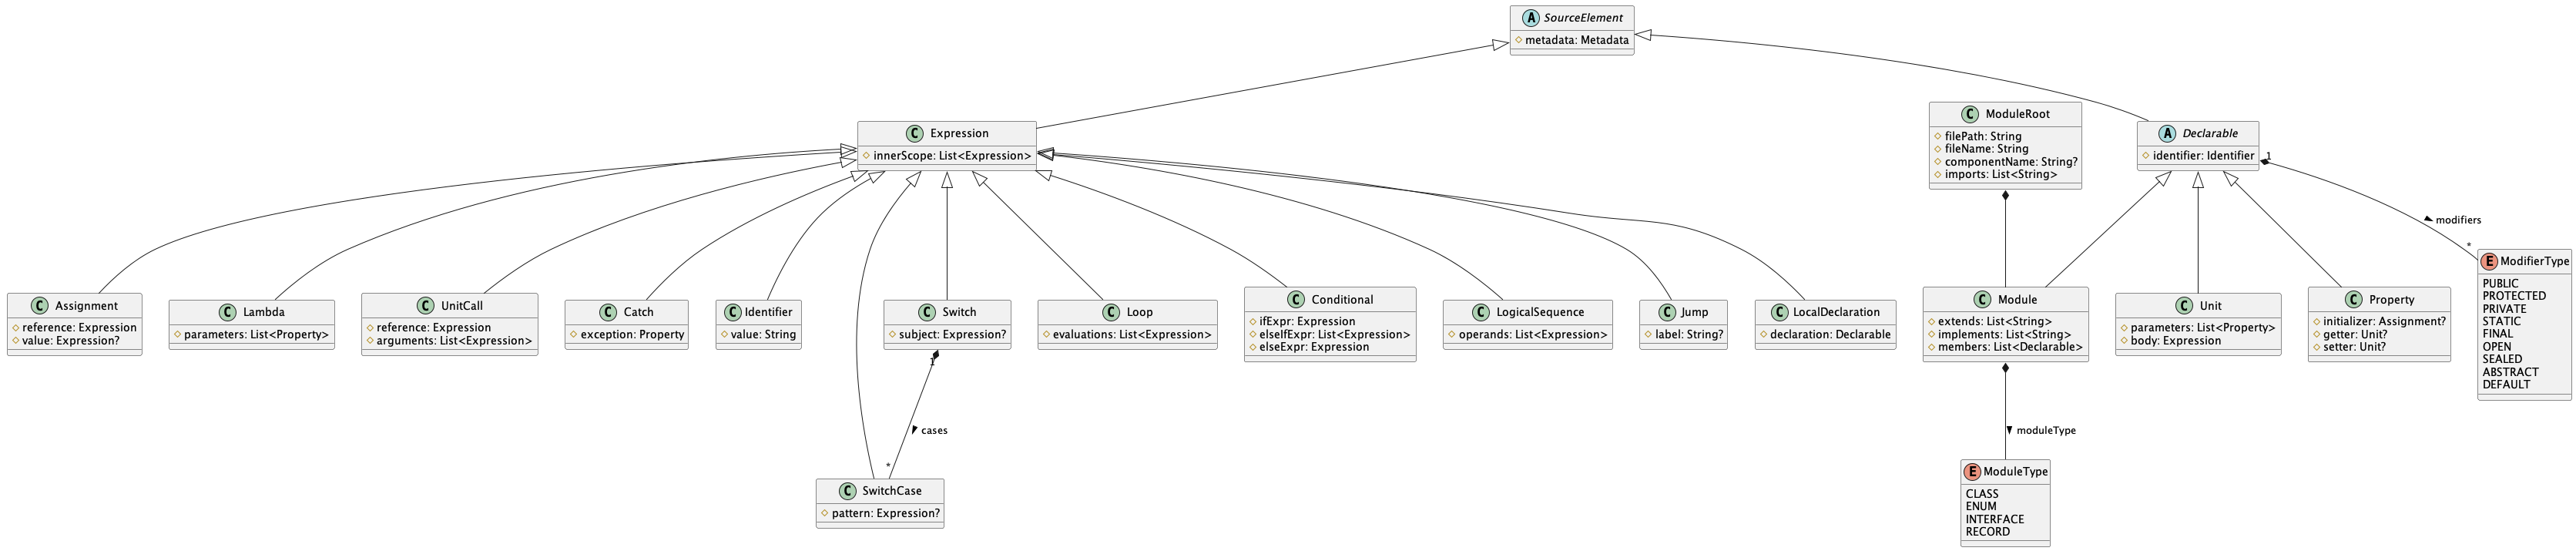 A SourceElement
metadata: Metadata
C Expression
innerScope: List<Expression>
C ModuleRoot
filePath: String
fileName: String
componentName: String?
imports: List<String>
A Declarable
identifier: Identifier
1
modifiers
*
C Assignment
reference: Expression
value: Expression?
C Lambda
parameters: List<Property>
C UnitCall
reference: Expression
arguments: List<Expression>
C Catch
exception: Property
C Identifier
value: String
C Switch
subject: Expression?
C Loop
evaluations: List<Expression>
C Conditional
ifExpr: Expression
elseIfExpr: List<Expression>
elseExpr: Expression
C LogicalSequence
operands: List<Expression>
C Jump
label: String?
C LocalDeclaration
declaration: Declarable
C Module
extends: List<String>
implements: List<String>
members: List<Declarable>
C Unit
parameters: List<Property>
body: Expression
C Property
initializer: Assignment?
getter: Unit?
setter: Unit?
E ModifierType
PUBLIC
PROTECTED
PRIVATE
STATIC
FINAL
OPEN
SEALED
ABSTRACT
DEFAULT
1
cases
*
moduleType
C SwitchCase
pattern: Expression?
E ModuleType
CLASS
ENUM
INTERFACE
RECORD